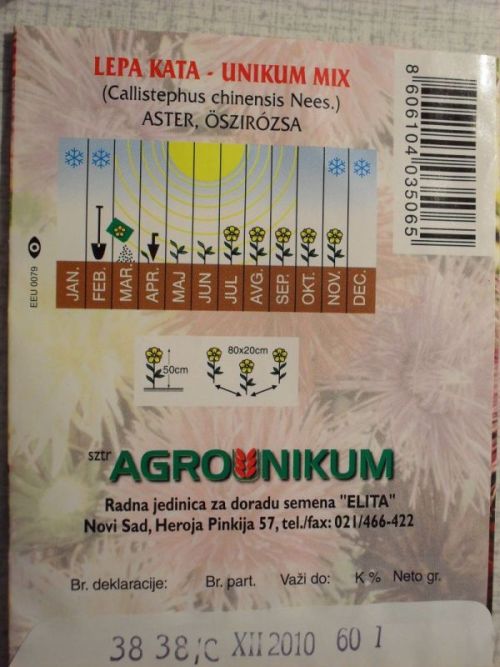 LEPA KATA - UNIKUM MIX
(Callistephus chinensis Nees.)
ASTER, ÖSZIRÓZSA
8 606104 035065
EEU 0079
JAN. FEB. MAR. APR. MAJ JUN JUL AVG. SEP. OKT. NOV. DEC.
50cm
80x20cm
sztr AGROUNIKUM
Radna jedinica za doradu semena "ELITA"
Novi Sad, Heroja Pinkija 57, tel./fax: 021/466-422
Br. deklaracije: Br. part. Važi do: K % Neto gr.
38 38/C XII 2010 60 1